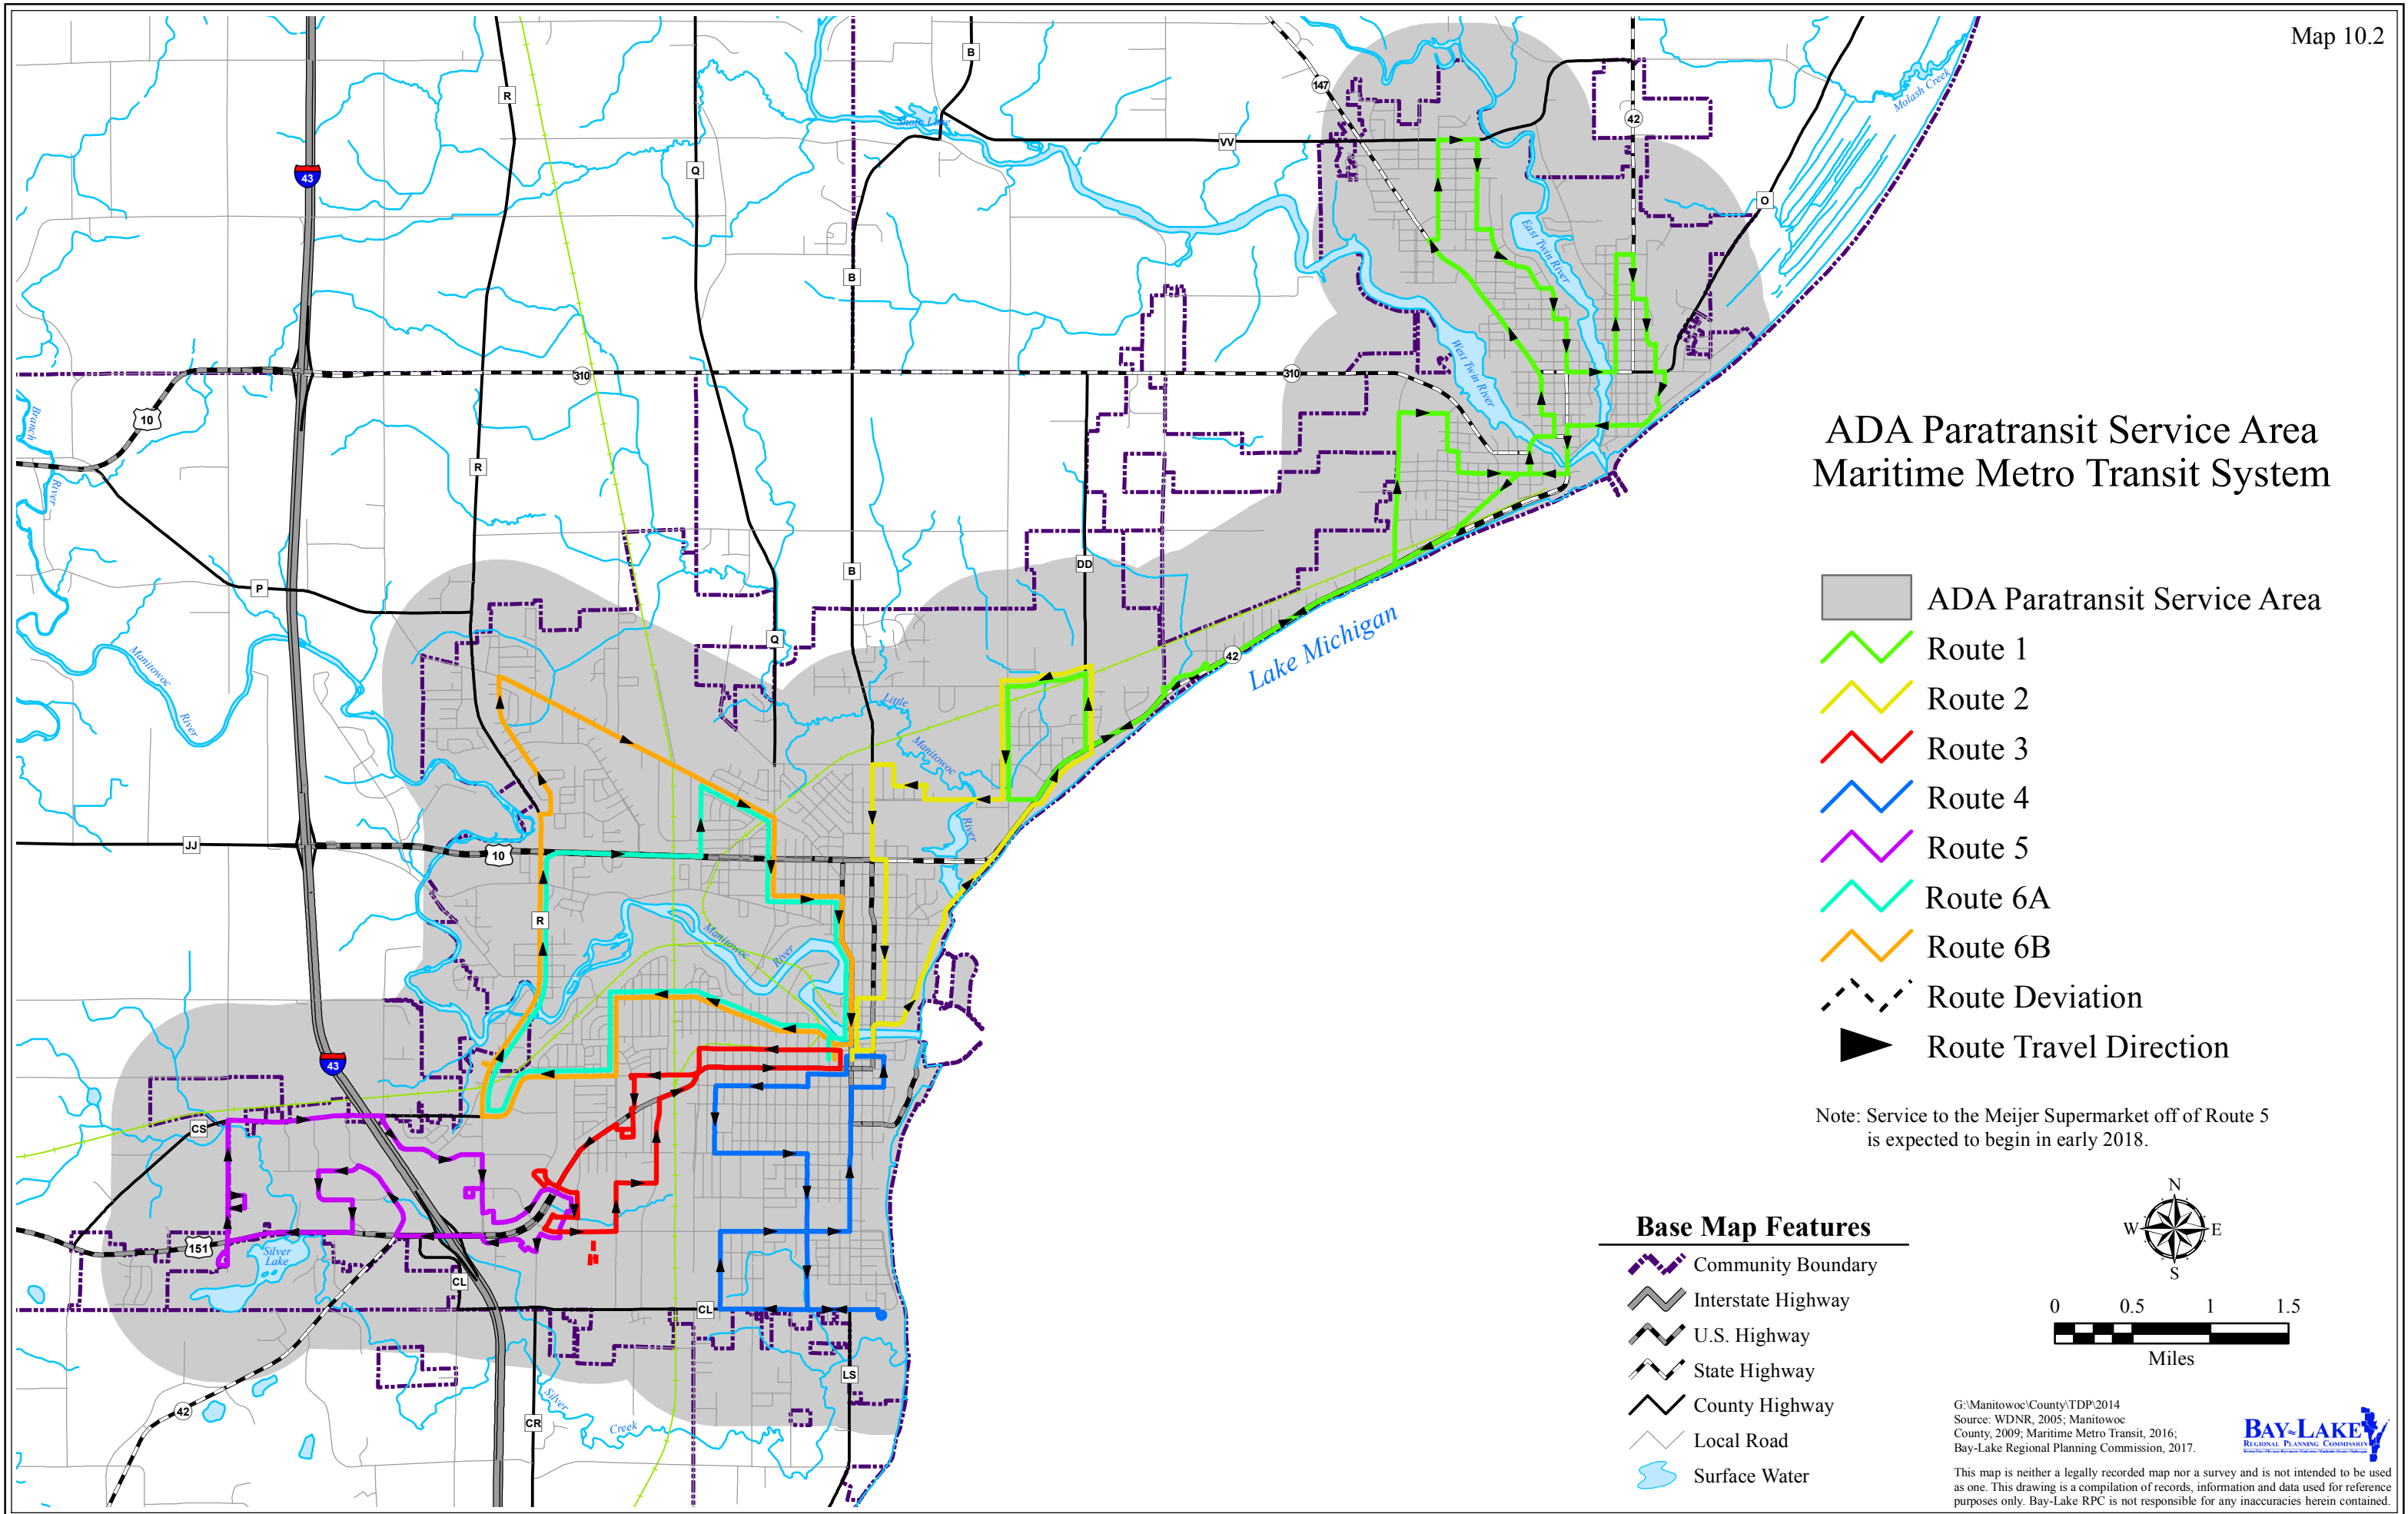 Map 10.2
ADA Paratransit Service Area
Maritime Metro Transit System
ADA Paratransit Service Area
Route 1
Route 2
Route 3
Route 4
Route 5
Route 6A
Route 6B
Route Deviation
Route Travel Direction
Note: Service to the Meijer Supermarket off of Route 5
is expected to begin in early 2018.
N
W
E
S
0 0.5 1 1.5
Miles
Base Map Features
Community Boundary
Interstate Highway
U.S. Highway
State Highway
County Highway
Local Road
Surface Water
G:\Manitowoc\County\TDP\2014
Source: WDNR, 2005; Manitowoc
County, 2009; Maritime Metro Transit, 2016;
Bay-Lake Regional Planning Commission, 2017.
BAY-LAKE
REGIONAL PLANNING COMMISSION
This map is neither a legally recorded map nor a survey and is not intended to be used
as one. This drawing is a compilation of records, information and data used for reference
purposes only. Bay-Lake RPC is not responsible for any inaccuracies herein contained.
B
R
147
Molash Creek
42
Shoto Lake
VV
43
Q
O
East Twin River
B
310
310
West Twin River
10
Branch
River
R
DD
B
P
Q
Manitowoc
River
42
Lake Michigan
Little
Manitowoc
River
JJ
10
R
Manitowoc
River
43
CS
151
Silver
Lake
CL
CL
LS
42
CR
Silver
Creek